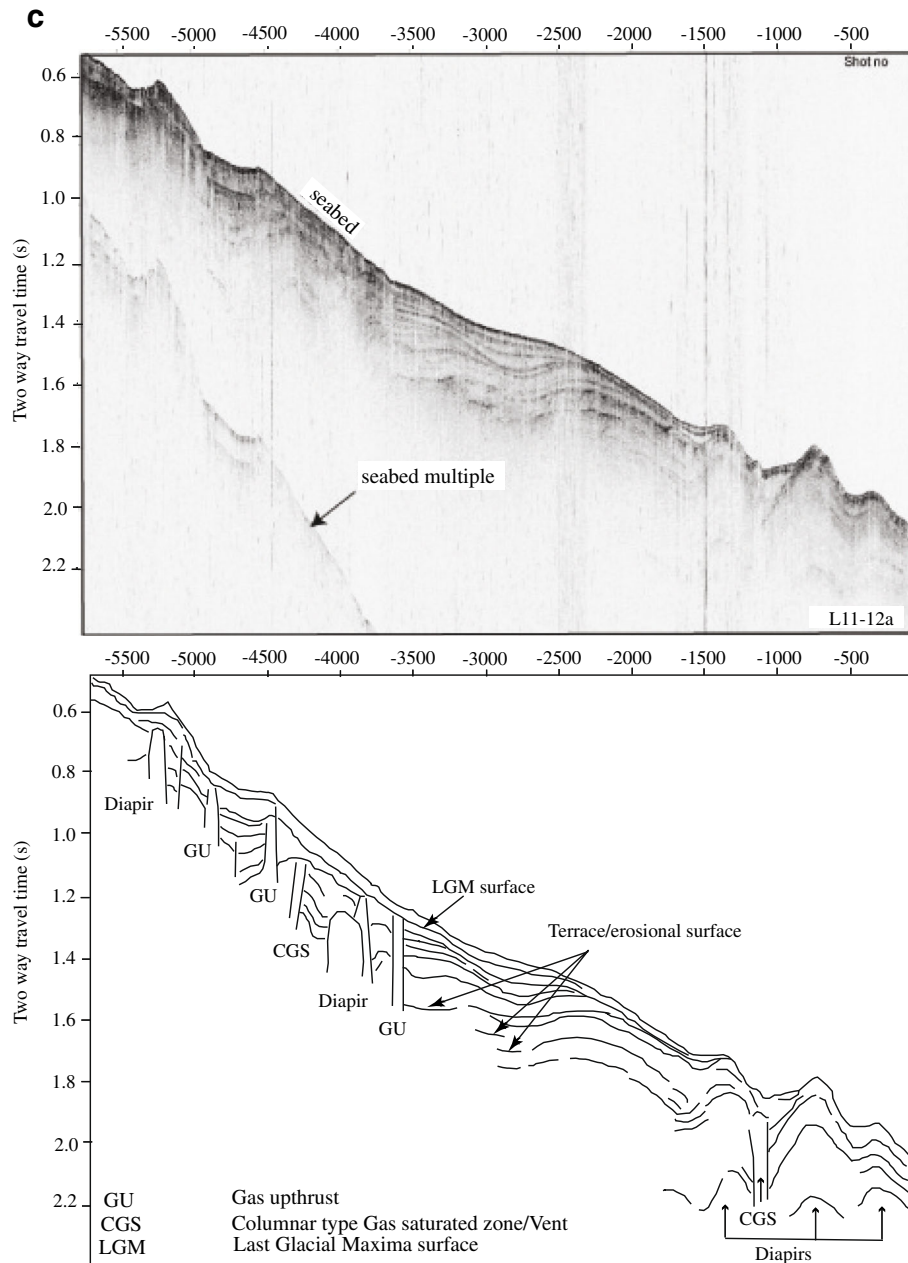 c
-5500 -5000 -4500 -4000 -3500 -3000 -2500 -2000 -1500 -1000 -500
Shot no
0.6
0.8
1.0
1.2
1.4
1.6
1.8
2.0
2.2
Two way travel time (s)
seabed
seabed multiple
L11-12a
-5500 -5000 -4500 -4000 -3500 -3000 -2500 -2000 -1500 -1000 -500
0.6
0.8
1.0
1.2
1.4
1.6
1.8
2.0
2.2
Two way travel time (s)
Diapir
GU
GU
LGM surface
Terrace/erosional surface
CGS
Diapir
GU
GU Gas upthrust
CGS Columnar type Gas saturated zone/Vent
LGM Last Glacial Maxima surface
CGS
Diapirs